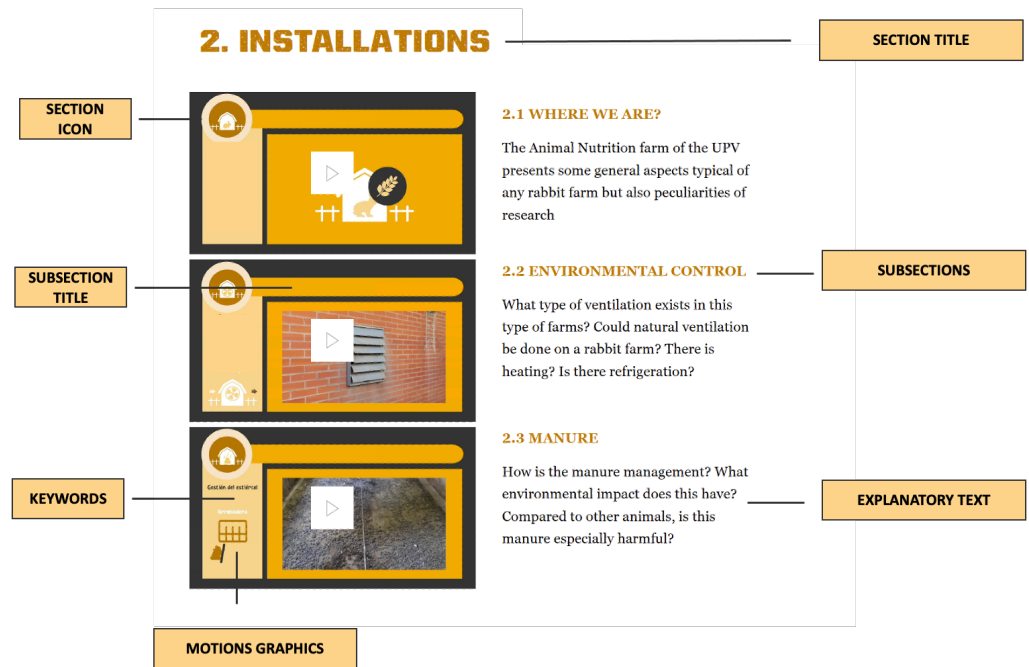 2. INSTALLATIONS
SECTION TITLE
SECTION
ICON
2.1 WHERE WE ARE?
The Animal Nutrition farm of the UPV
presents some general aspects typical of
any rabbit farm but also peculiarities of
research
SUBSECTION
TITLE
2.2 ENVIRONMENTAL CONTROL
SUBSECTIONS
What type of ventilation exists in this
type of farms? Could natural ventilation
be done on a rabbit farm? There is
heating? Is there refrigeration?
2.3 MANURE
How is the manure management? What
environmental impact does this have?
Compared to other animals, is this
manure especially harmful?
KEYWORDS
Gestión del estiércol
EXPLANATORY TEXT
MOTIONS GRAPHICS